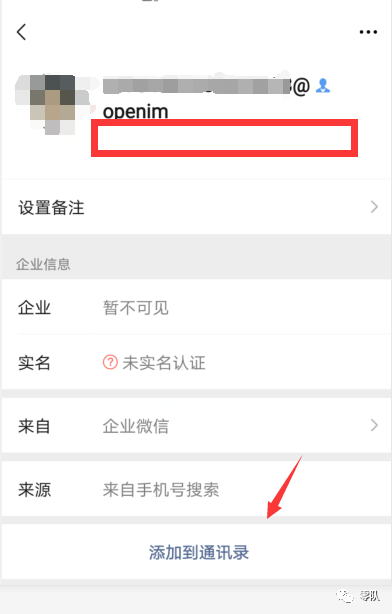 @
openim
设置备注
企业信息
企业 暂不可见
实名 ? 未实名认证
来自 企业微信
来源 来自手机号搜索
添加到通讯录
零队